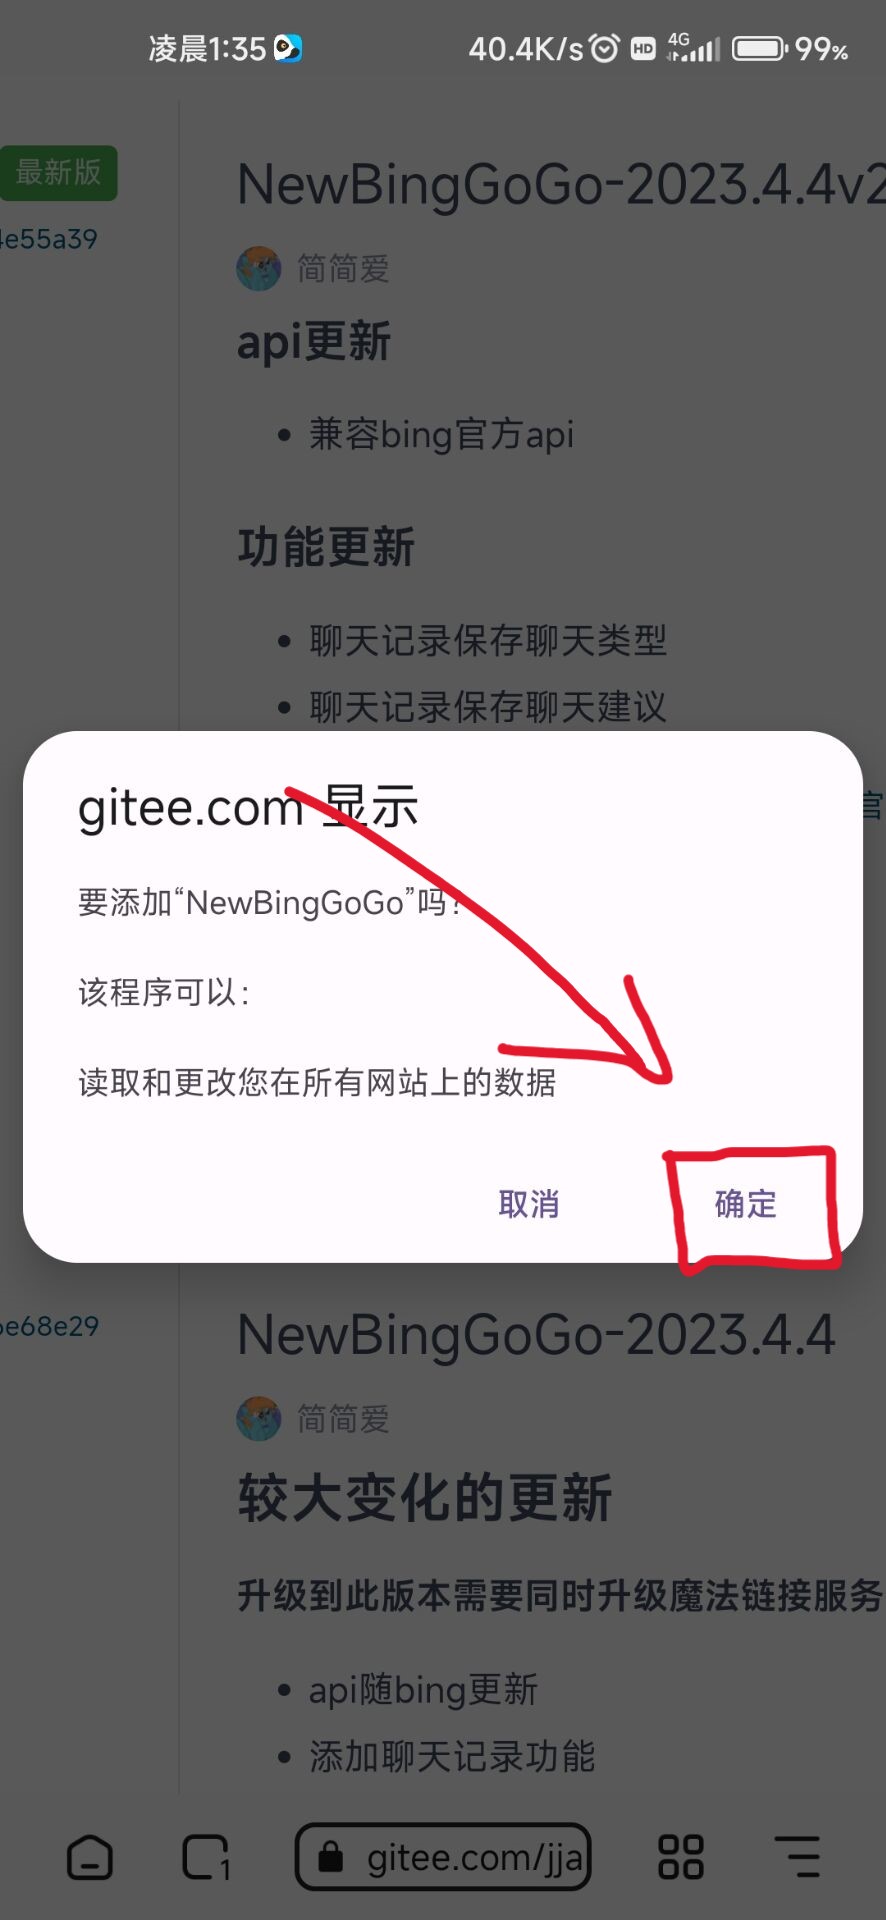 凌晨1:35
40.4K/s HD 4G 99%
最新版
4e55a39
NewBingGoGo-2023.4.4v2
简简爱
api更新
兼容bing官方api
功能更新
聊天记录保存聊天类型
聊天记录保存聊天建议
官
gitee.com 显示
要添加“NewBingGoGo”吗?
该程序可以:
读取和更改您在所有网站上的数据
取消
确定
be68e29
NewBingGoGo-2023.4.4
简简爱
较大变化的更新
升级到此版本需要同时升级魔法链接服务
api随bing更新
添加聊天记录功能
1
gitee.com/jja